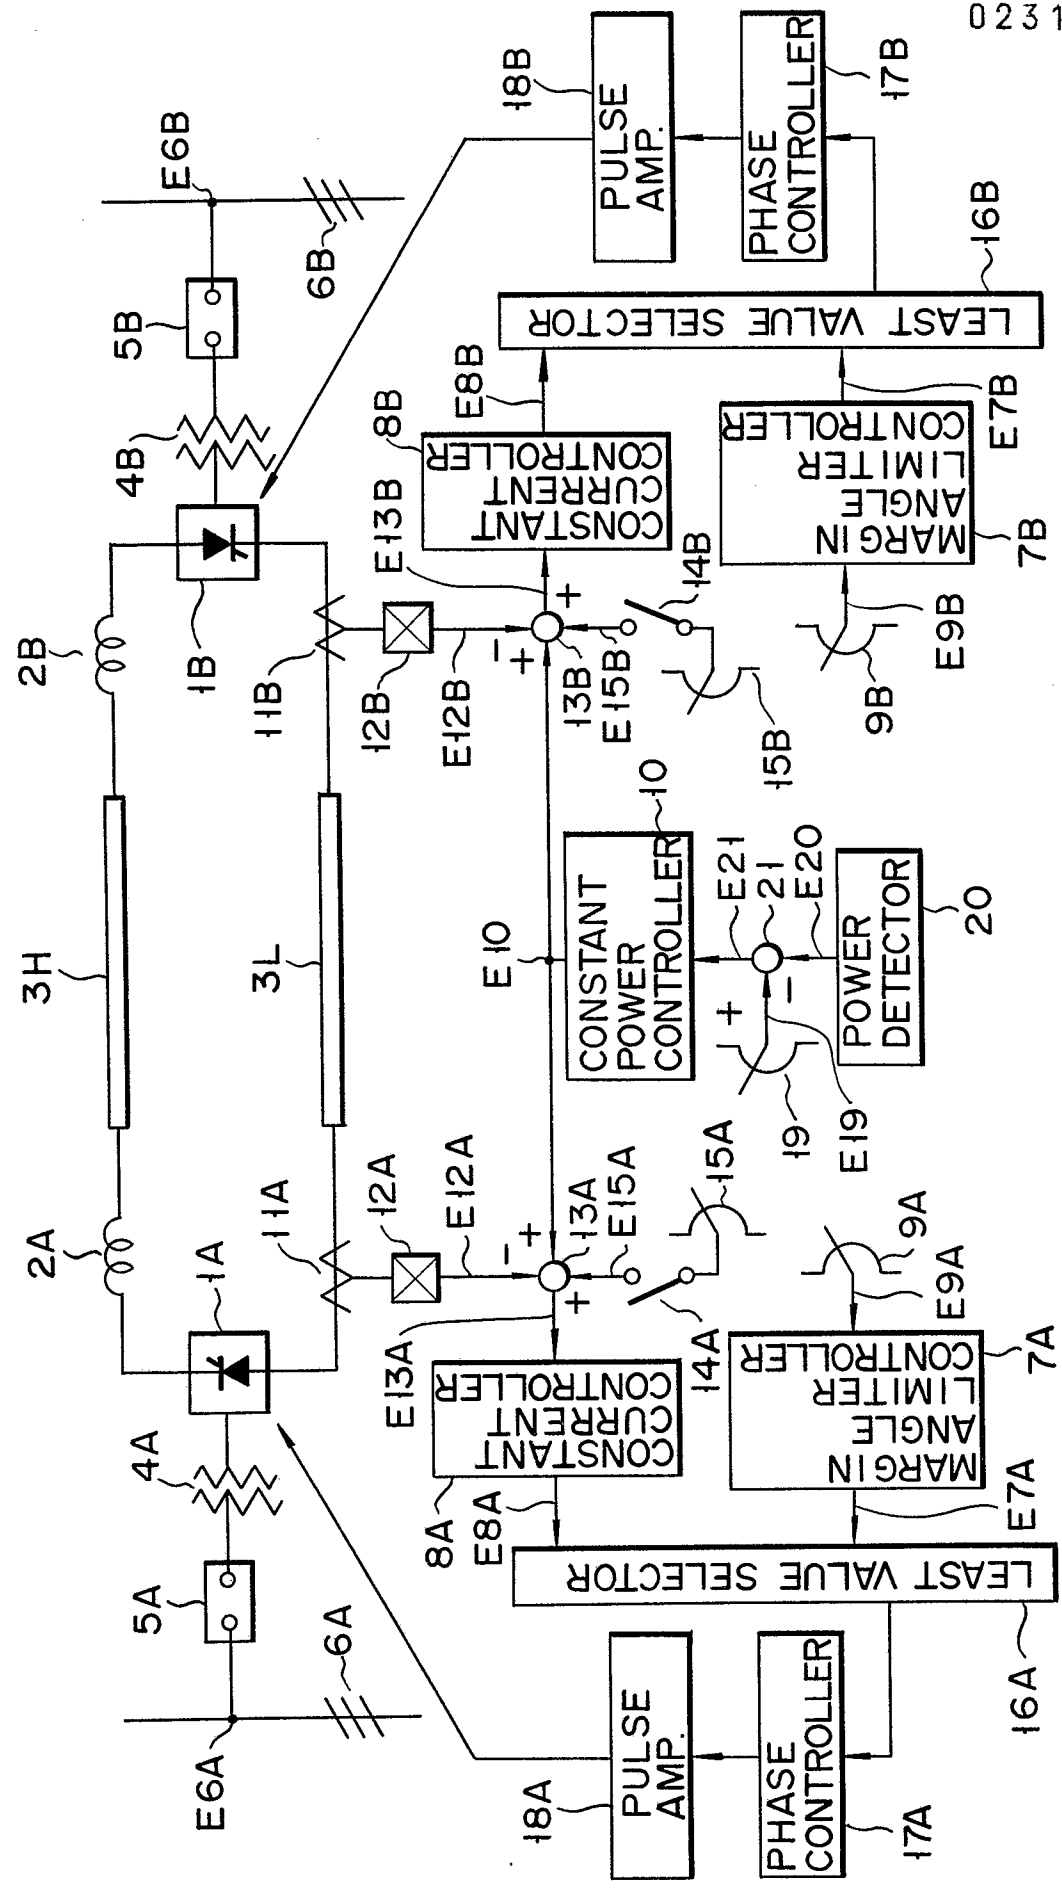 0231
E6A
6A
5A
4A
1A
2A
3H
2B
1B
4B
5B
E6B
6B
3L
11A
12A
E12A
11B
12B
E12B
18A
PULSE
AMP.
17A
PHASE
CONTROLLER
16A
LEAST VALUE SELECTOR
8A
E8A
CONSTANT
CURRENT
CONTROLLER
E13A
13A
+
−
+
E15A
14A
15A
E7A
MARGIN
ANGLE
LIMITER
CONTROLLER
7A
E9A
9A
E10
CONSTANT
POWER
CONTROLLER
10
E21
21
+
−
19
E19
E20
POWER
DETECTOR
20
−
+
+
13B
E13B
E15B
14B
15B
8B
CONSTANT
CURRENT
CONTROLLER
E8B
9B
E9B
MARGIN
ANGLE
LIMITER
CONTROLLER
7B
E7B
LEAST VALUE SELECTOR
16B
18B
PULSE
AMP.
PHASE
CONTROLLER
17B